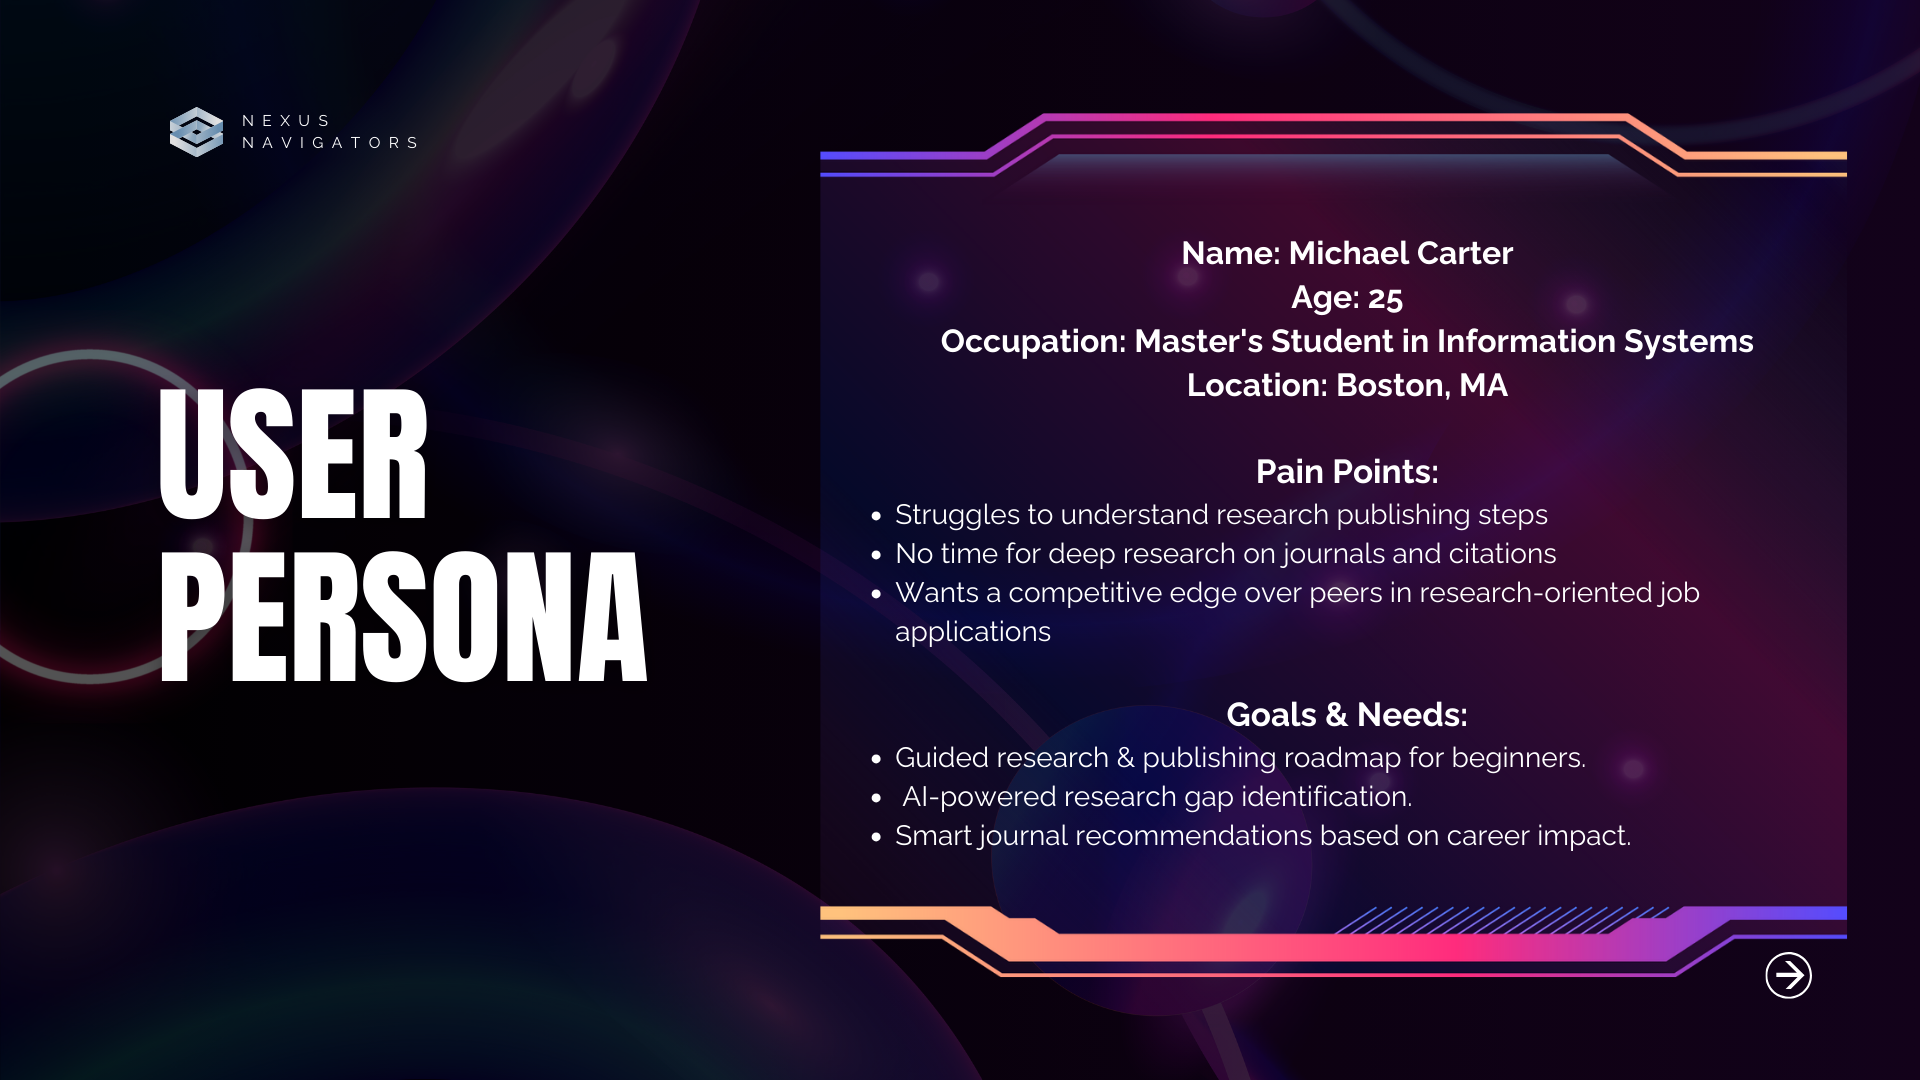 NEXUS
NAVIGATORS
USER
PERSONA
Name: Michael Carter
Age: 25
Occupation: Master's Student in Information Systems
Location: Boston, MA
Pain Points:
• Struggles to understand research publishing steps
• No time for deep research on journals and citations
• Wants a competitive edge over peers in research-oriented job
applications
Goals & Needs:
• Guided research & publishing roadmap for beginners.
• AI-powered research gap identification.
• Smart journal recommendations based on career impact.